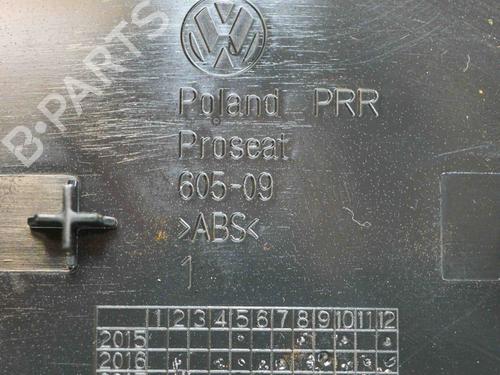 B-PARTS
Poland PRR
Proseat
605-09
>ABS<
1
1 2 3 4 5 6 7 8 9 10 11 12
2015
2016